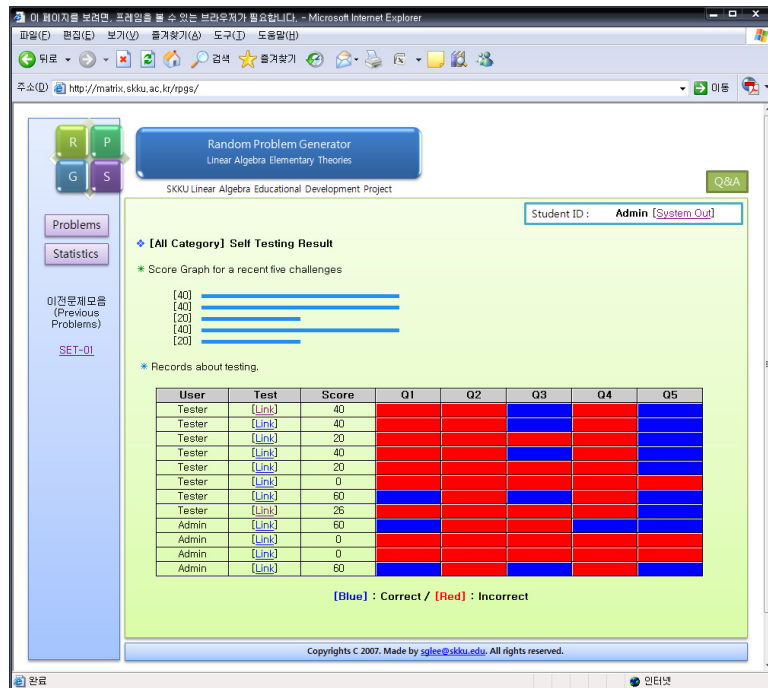 이 페이지를 보려면, 프레임을 볼 수 있는 브라우저가 필요합니다. - Microsoft Internet Explorer
파일(F) 편집(E) 보기(V) 즐겨찾기(A) 도구(T) 도움말(H)
뒤로 검색 즐겨찾기
주소(D) http://matrix.skku.ac.kr/rpgs/ 이동
R P
G S
Random Problem Generator
Linear Algebra Elementary Theories
SKKU Linear Algebra Educational Development Project
Q&A
Problems
Statistics
이전문제모음
(Previous
Problems)
SET-01
Student ID : Admin [System Out]
[All Category] Self Testing Result
Score Graph for a recent five challenges
[40]
[40]
[20]
[40]
[20]
Records about testing.
User Test Score Q1 Q2 Q3 Q4 Q5
Tester [Link] 40
Tester [Link] 40
Tester [Link] 20
Tester [Link] 40
Tester [Link] 20
Tester [Link] 0
Tester [Link] 60
Tester [Link] 26
Admin [Link] 60
Admin [Link] 0
Admin [Link] 0
Admin [Link] 60
[Blue] : Correct / [Red] : Incorrect
Copyrights C 2007. Made by sglee@skku.edu. All rights reserved.
완료 인터넷